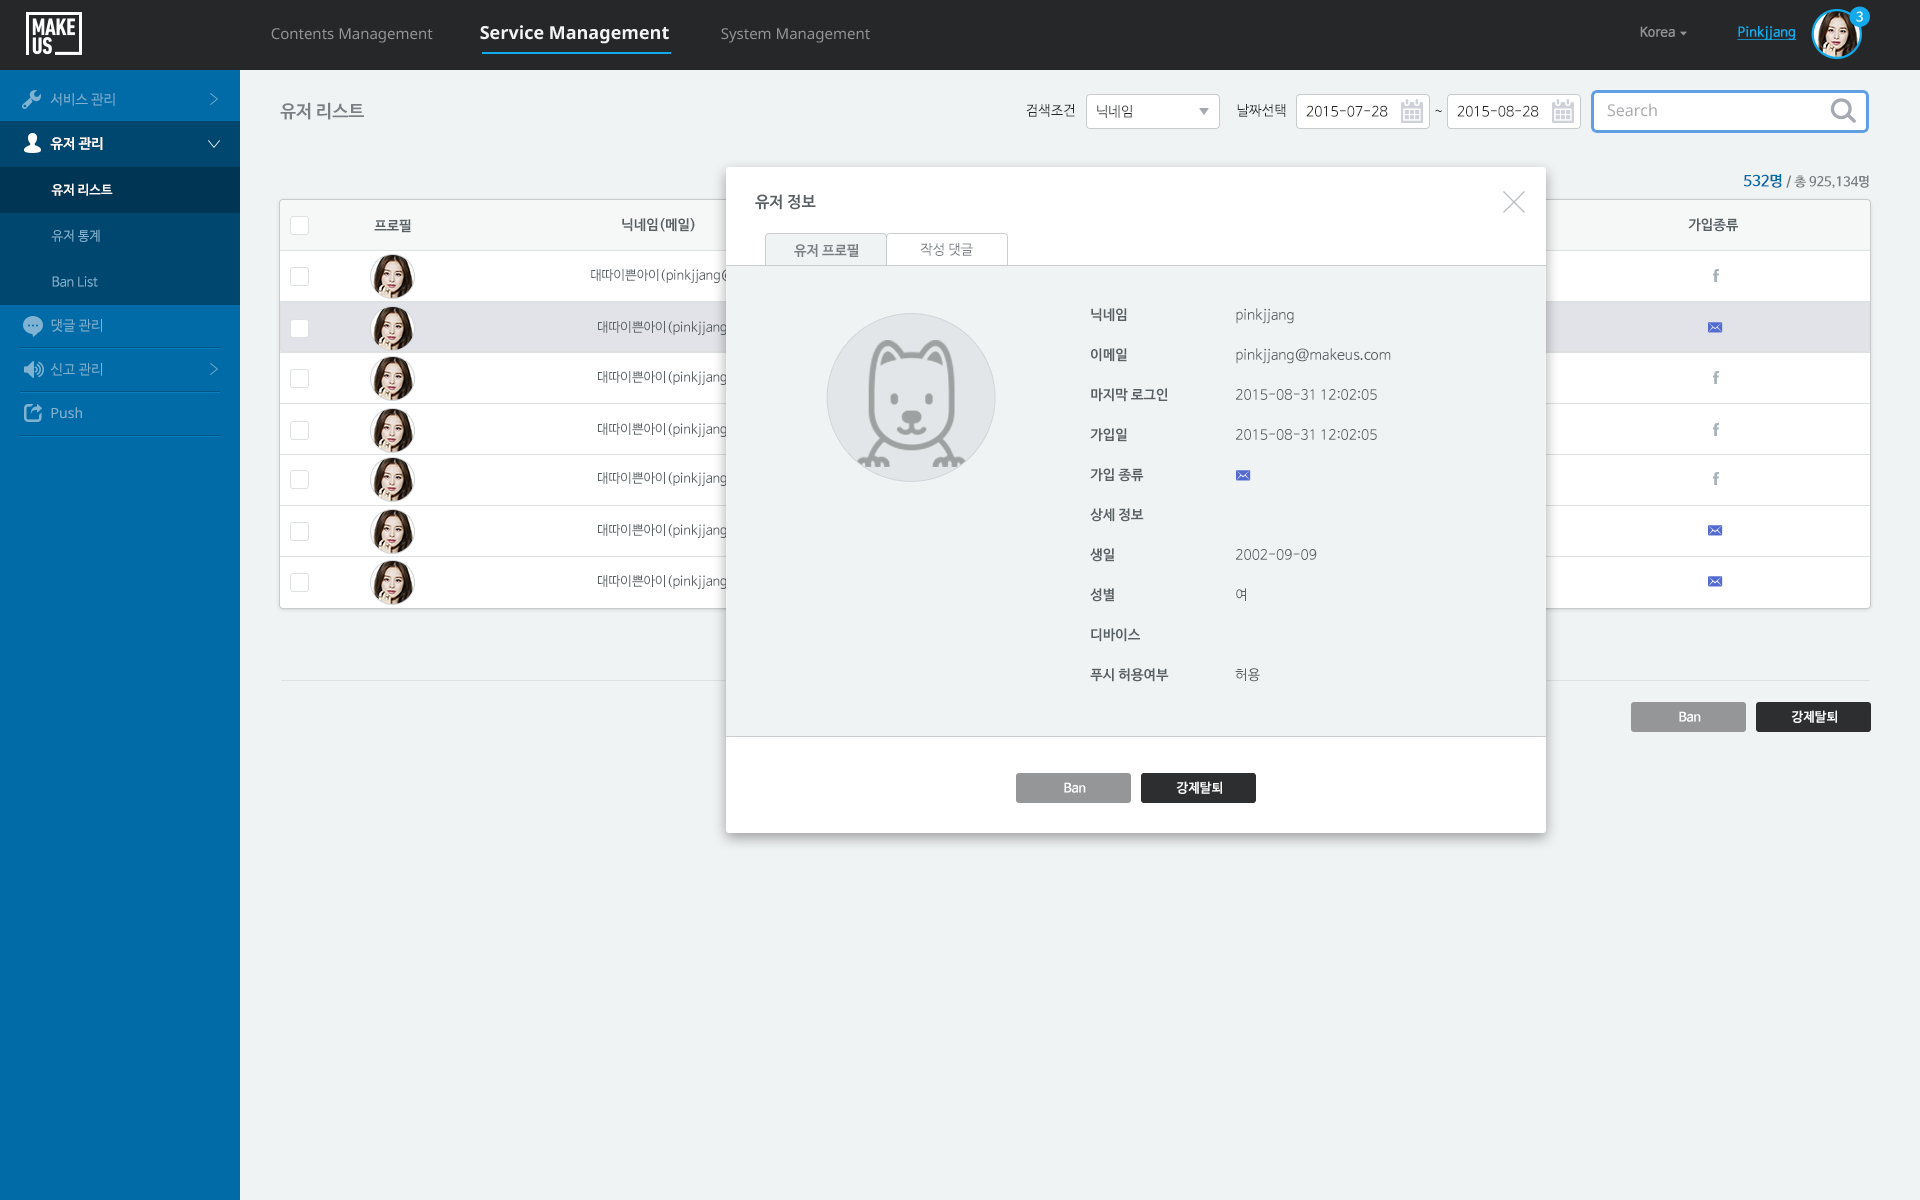 MAKE
US
Contents Management
Service Management
System Management
Korea
Pinkjjang
3
서비스 관리
유저 관리
유저 리스트
유저 통계
Ban List
댓글 관리
신고 관리
Push
유저 리스트
검색조건
닉네임
날짜선택
2015-07-28
~
2015-08-28
Search
532명 / 총 925,134명
프로필
닉네임(메일)
가입종류
대따이쁜아이(pinkjjang@
f
대따이쁜아이(pinkjjang
대따이쁜아이(pinkjjang
f
대따이쁜아이(pinkjjang
f
대따이쁜아이(pinkjjang
f
대따이쁜아이(pinkjjang
대따이쁜아이(pinkjjang
Ban
강제탈퇴
유저 정보
유저 프로필
작성 댓글
닉네임 pinkjjang
이메일 pinkjjang@makeus.com
마지막 로그인 2015-08-31 12:02:05
가입일 2015-08-31 12:02:05
가입 종류
상세 정보
생일 2002-09-09
성별 여
디바이스
푸시 허용여부 허용
Ban
강제탈퇴